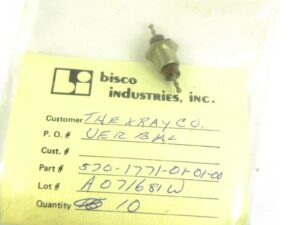 bisco
industries, inc.
Customer THE XRAY CO.
P. O. # VERBAL
Cust. #
Part # 570-1771-01-01-00
Lot # A071681W
Quantity 10